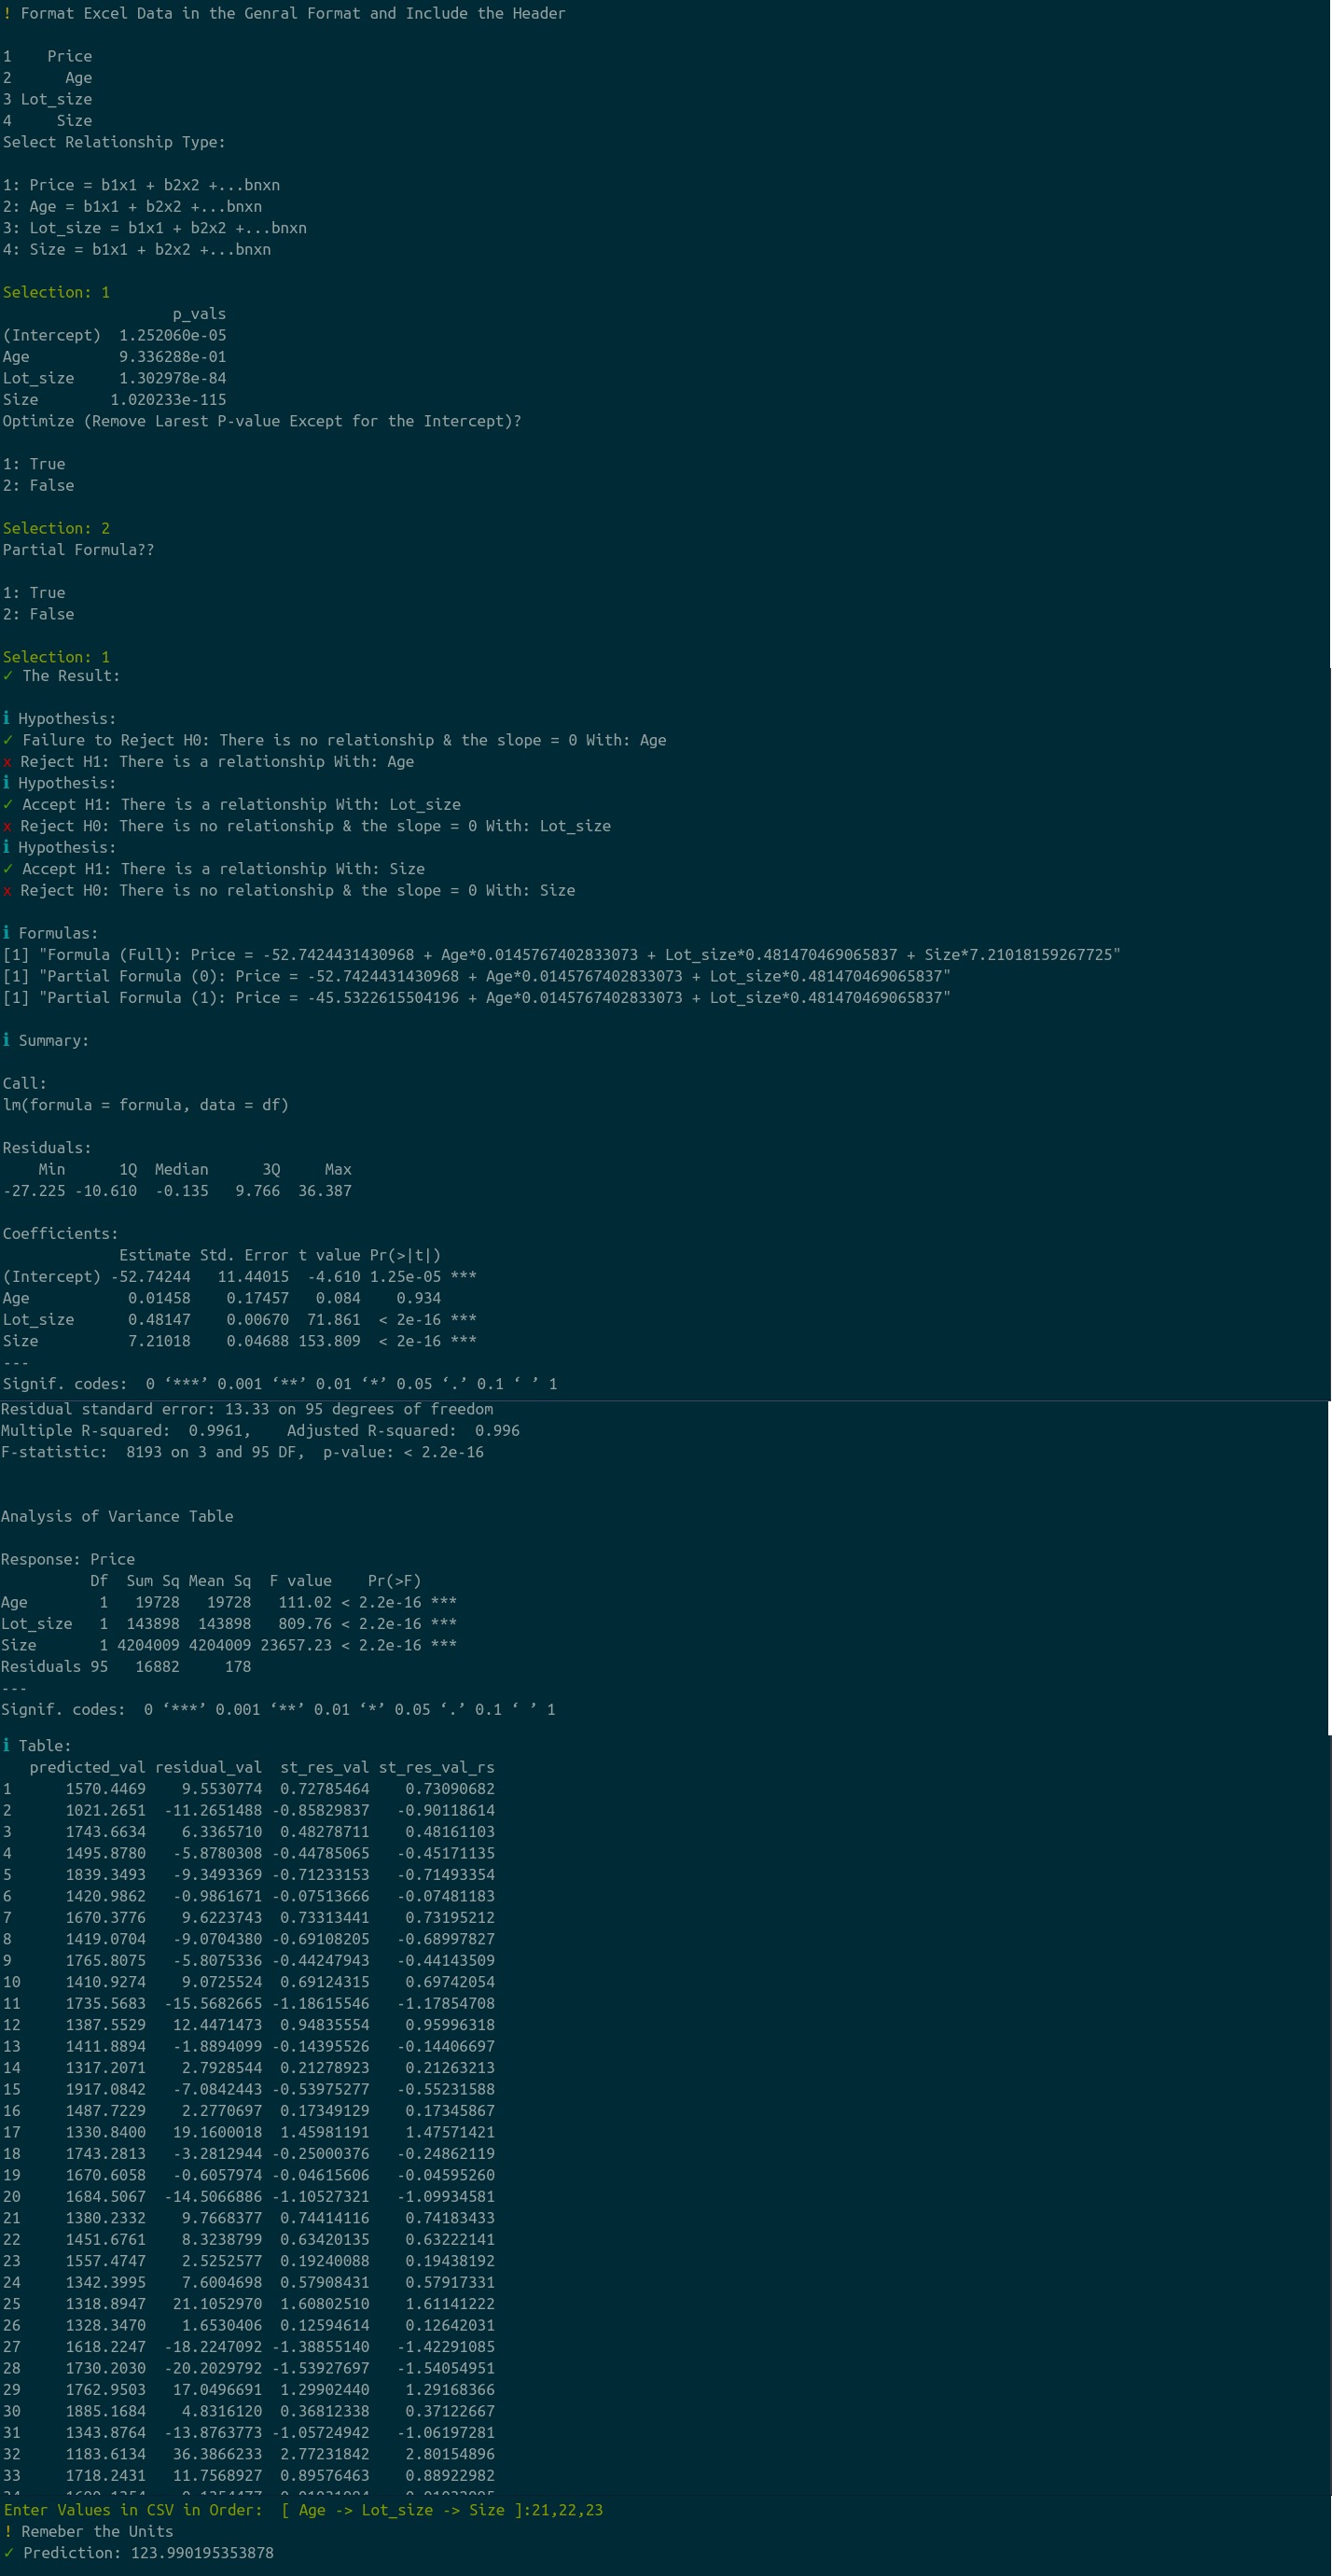 ! Format Excel Data in the Genral Format and Include the Header
1    Price
2      Age
3 Lot_size
4     Size
Select Relationship Type:
1: Price = b1x1 + b2x2 +...bnxn
2: Age = b1x1 + b2x2 +...bnxn
3: Lot_size = b1x1 + b2x2 +...bnxn
4: Size = b1x1 + b2x2 +...bnxn
Selection: 1
                   p_vals
(Intercept)  1.252060e-05
Age          9.336288e-01
Lot_size     1.302978e-84
Size        1.020233e-115
Optimize (Remove Larest P-value Except for the Intercept)?
1: True
2: False
Selection: 2
Partial Formula??
1: True
2: False
Selection: 1
✓ The Result:
ℹ Hypothesis:
✓ Failure to Reject H0: There is no relationship & the slope = 0 With: Age
x Reject H1: There is a relationship With: Age
ℹ Hypothesis:
✓ Accept H1: There is a relationship With: Lot_size
x Reject H0: There is no relationship & the slope = 0 With: Lot_size
ℹ Hypothesis:
✓ Accept H1: There is a relationship With: Size
x Reject H0: There is no relationship & the slope = 0 With: Size
ℹ Formulas:
[1] "Formula (Full): Price = -52.7424431430968 + Age*0.0145767402833073 + Lot_size*0.481470469065837 + Size*7.21018159267725"
[1] "Partial Formula (0): Price = -52.7424431430968 + Age*0.0145767402833073 + Lot_size*0.481470469065837"
[1] "Partial Formula (1): Price = -45.5322615504196 + Age*0.0145767402833073 + Lot_size*0.481470469065837"
ℹ Summary:
Call:
lm(formula = formula, data = df)
Residuals:
    Min      1Q  Median      3Q     Max
-27.225 -10.610  -0.135   9.766  36.387
Coefficients:
             Estimate Std. Error t value Pr(>|t|)
(Intercept) -52.74244   11.44015  -4.610 1.25e-05 ***
Age           0.01458    0.17457   0.084    0.934
Lot_size      0.48147    0.00670  71.861  < 2e-16 ***
Size          7.21018    0.04688 153.809  < 2e-16 ***
---
Signif. codes:  0 ‘***’ 0.001 ‘**’ 0.01 ‘*’ 0.05 ‘.’ 0.1 ‘ ’ 1
Residual standard error: 13.33 on 95 degrees of freedom
Multiple R-squared:  0.9961,    Adjusted R-squared:  0.996
F-statistic:  8193 on 3 and 95 DF,  p-value: < 2.2e-16
Analysis of Variance Table
Response: Price
          Df  Sum Sq Mean Sq  F value    Pr(>F)
Age        1   19728   19728   111.02 < 2.2e-16 ***
Lot_size   1  143898  143898   809.76 < 2.2e-16 ***
Size       1 4204009 4204009 23657.23 < 2.2e-16 ***
Residuals 95   16882     178
---
Signif. codes:  0 ‘***’ 0.001 ‘**’ 0.01 ‘*’ 0.05 ‘.’ 0.1 ‘ ’ 1
ℹ Table:
   predicted_val residual_val  st_res_val st_res_val_rs
1      1570.4469    9.5530774  0.72785464    0.73090682
2      1021.2651  -11.2651488 -0.85829837   -0.90118614
3      1743.6634    6.3365710  0.48278711    0.48161103
4      1495.8780   -5.8780308 -0.44785065   -0.45171135
5      1839.3493   -9.3493369 -0.71233153   -0.71493354
6      1420.9862   -0.9861671 -0.07513666   -0.07481183
7      1670.3776    9.6223743  0.73313441    0.73195212
8      1419.0704   -9.0704380 -0.69108205   -0.68997827
9      1765.8075   -5.8075336 -0.44247943   -0.44143509
10     1410.9274    9.0725524  0.69124315    0.69742054
11     1735.5683  -15.5682665 -1.18615546   -1.17854708
12     1387.5529   12.4471473  0.94835554    0.95996318
13     1411.8894   -1.8894099 -0.14395526   -0.14406697
14     1317.2071    2.7928544  0.21278923    0.21263213
15     1917.0842   -7.0842443 -0.53975277   -0.55231588
16     1487.7229    2.2770697  0.17349129    0.17345867
17     1330.8400   19.1600018  1.45981191    1.47571421
18     1743.2813   -3.2812944 -0.25000376   -0.24862119
19     1670.6058   -0.6057974 -0.04615606   -0.04595260
20     1684.5067  -14.5066886 -1.10527321   -1.09934581
21     1380.2332    9.7668377  0.74414116    0.74183433
22     1451.6761    8.3238799  0.63420135    0.63222141
23     1557.4747    2.5252577  0.19240088    0.19438192
24     1342.3995    7.6004698  0.57908431    0.57917331
25     1318.8947   21.1052970  1.60802510    1.61141222
26     1328.3470    1.6530406  0.12594614    0.12642031
27     1618.2247  -18.2247092 -1.38855140   -1.42291085
28     1730.2030  -20.2029792 -1.53927697   -1.54054951
29     1762.9503   17.0496691  1.29902440    1.29168366
30     1885.1684    4.8316120  0.36812338    0.37122667
31     1343.8764  -13.8763773 -1.05724942   -1.06197281
32     1183.6134   36.3866233  2.77231842    2.80154896
33     1718.2431   11.7568927  0.89576463    0.88922982
Enter Values in CSV in Order:  [ Age -> Lot_size -> Size ]:21,22,23
! Remeber the Units
✓ Prediction: 123.990195353878